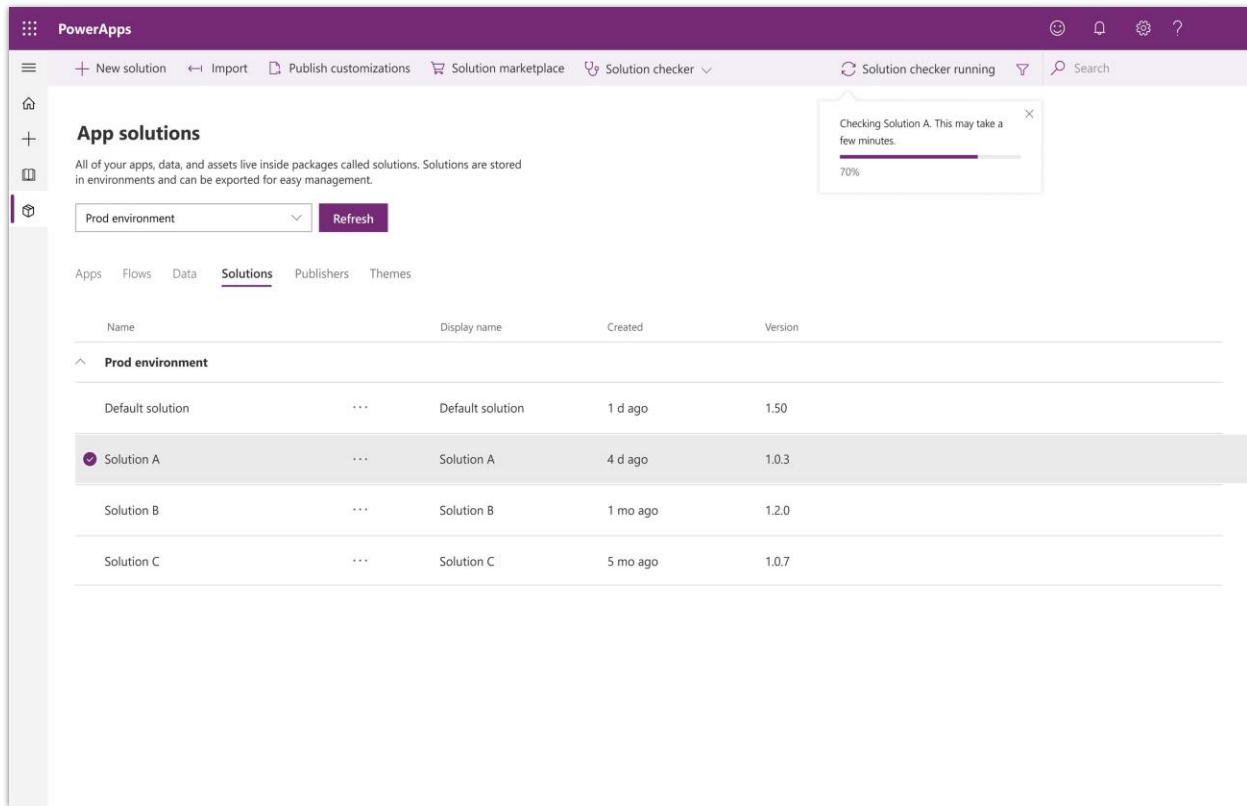 PowerApps
New solution Import Publish customizations Solution marketplace Solution checker Solution checker running Search
Checking Solution A. This may take a
few minutes.
70%
App solutions
All of your apps, data, and assets live inside packages called solutions. Solutions are stored
in environments and can be exported for easy management.
Prod environment Refresh
Apps Flows Data Solutions Publishers Themes
Name Display name Created Version
Prod environment
Default solution ... Default solution 1 d ago 1.50
Solution A ... Solution A 4 d ago 1.0.3
Solution B ... Solution B 1 mo ago 1.2.0
Solution C ... Solution C 5 mo ago 1.0.7